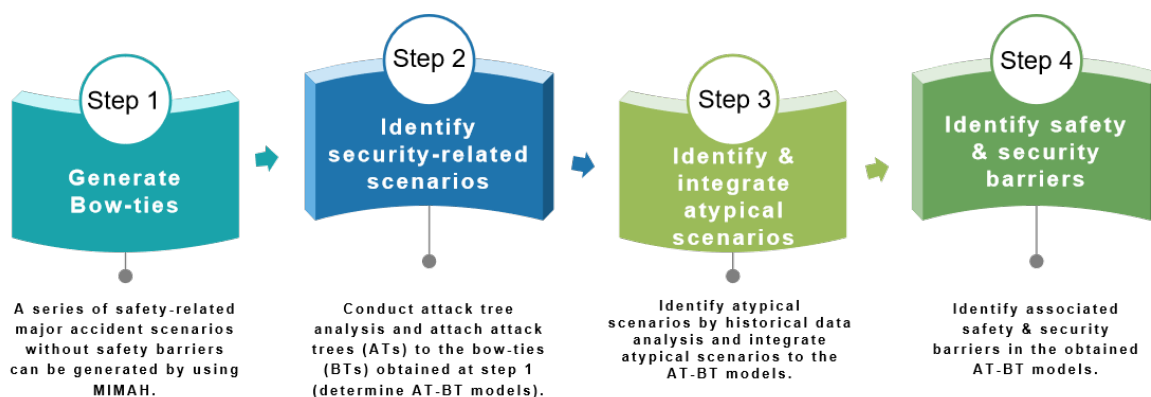 Step 1
Generate
Bow-ties
A series of safety-related
major accident scenarios
without safety barriers
can be generated by using
MIMAH.
Step 2
Identify
security-related
scenarios
Conduct attack tree
analysis and attach attack
trees (ATs) to the bow-ties
(BTs) obtained at step 1
(determine AT-BT models).
Step 3
Identify &
integrate
atypical
scenarios
Identify atypical
scenarios by historical data
analysis and integrate
atypical scenarios to the
AT-BT models.
Step 4
Identify safety
& security
barriers
Identify associated
safety & security
barriers in the obtained
AT-BT models.